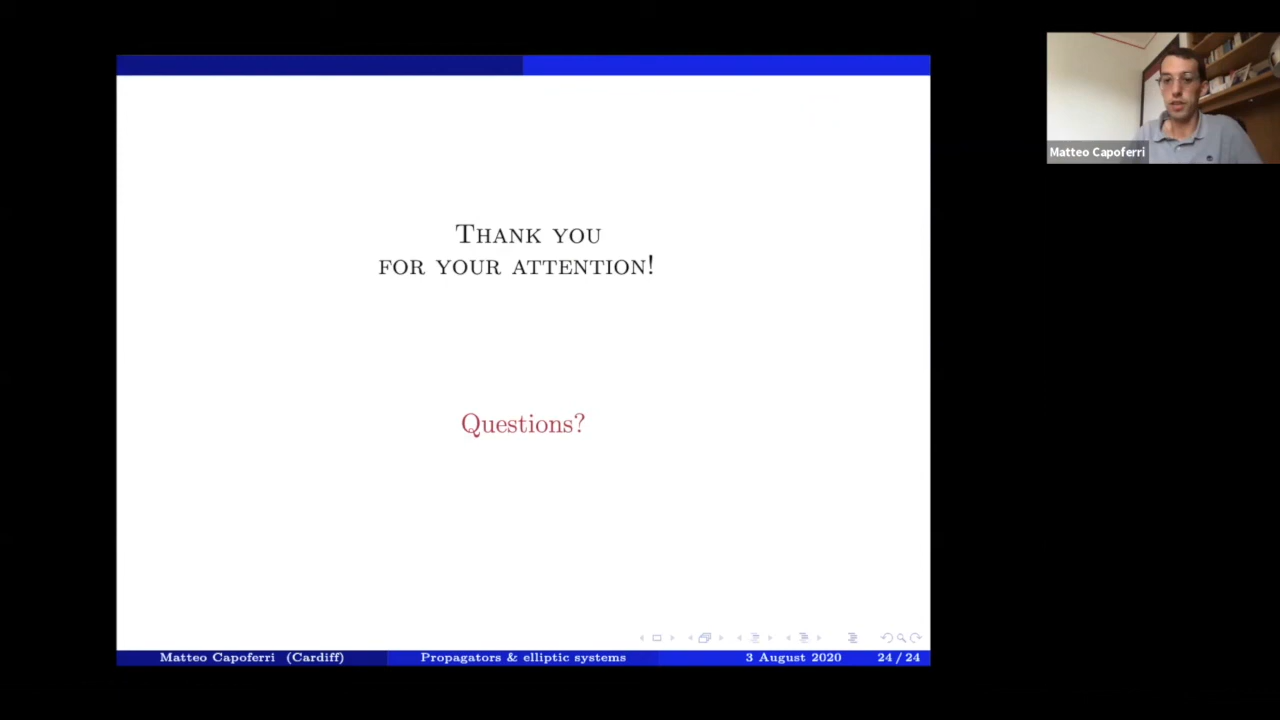 Matteo Capoferri
Thank you
for your attention!
Questions?
Matteo Capoferri (Cardiff) Propagators & elliptic systems 3 August 2020 24 / 24